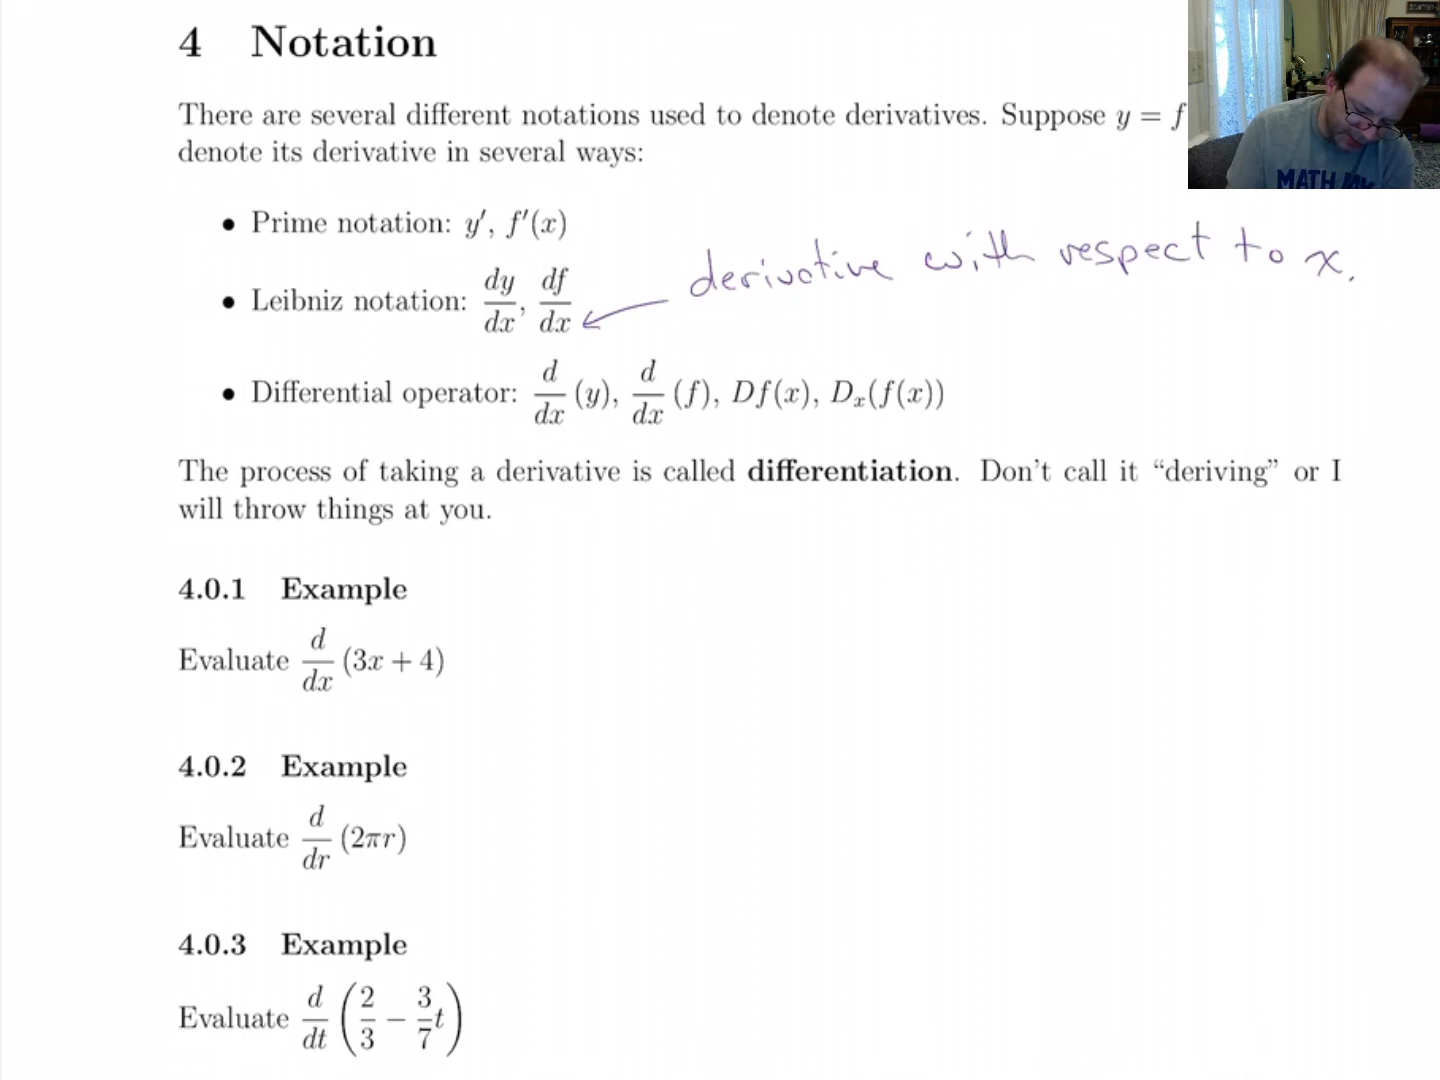 4 Notation
There are several different notations used to denote derivatives. Suppose y = f
denote its derivative in several ways:
MATH
• Prime notation: y′, f′(x)
derivative with respect to x.
• Leibniz notation: dy/dx, df/dx
• Differential operator: d/dx (y), d/dx (f), Df(x), Dₓ(f(x))
The process of taking a derivative is called differentiation. Don't call it “deriving” or I
will throw things at you.
4.0.1 Example
Evaluate d/dx (3x + 4)
4.0.2 Example
Evaluate d/dr (2πr)
4.0.3 Example
Evaluate d/dt (2/3 − 3/7 t)